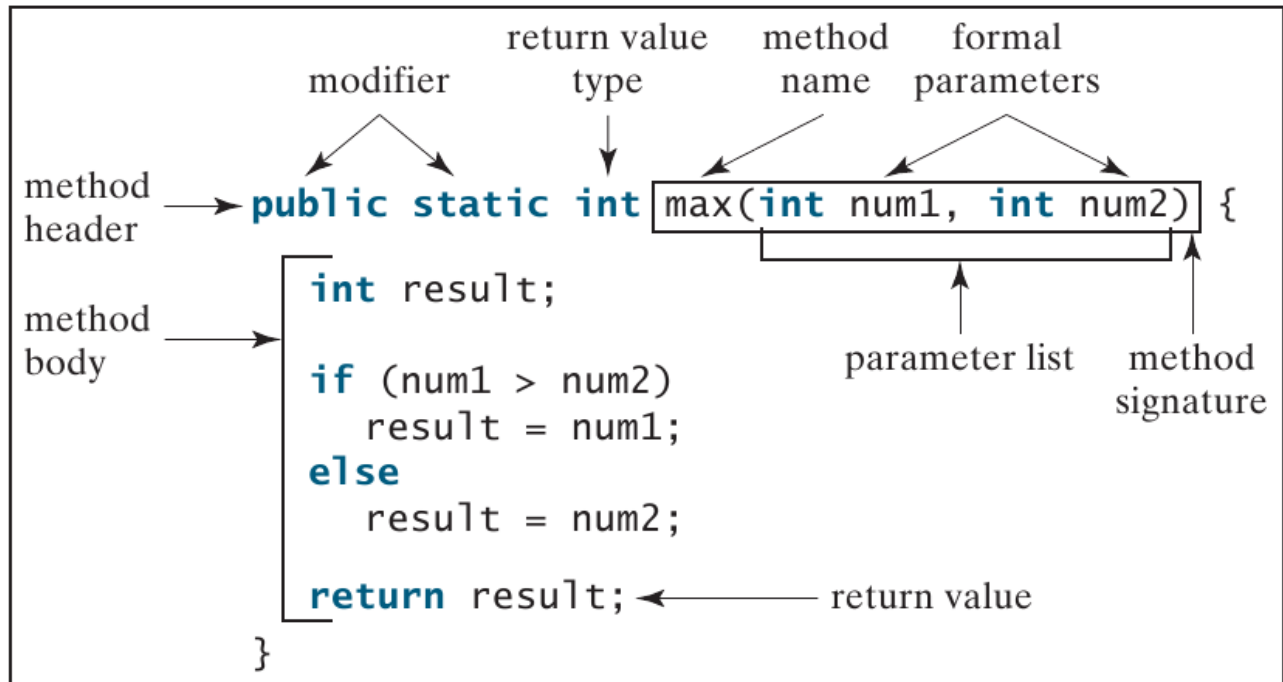 return value method formal
modifier type name parameters
method
header
public static int max(int num1, int num2) {
int result;
method
body
parameter list method
signature
if (num1 > num2)
result = num1;
else
result = num2;
return result; return value
}